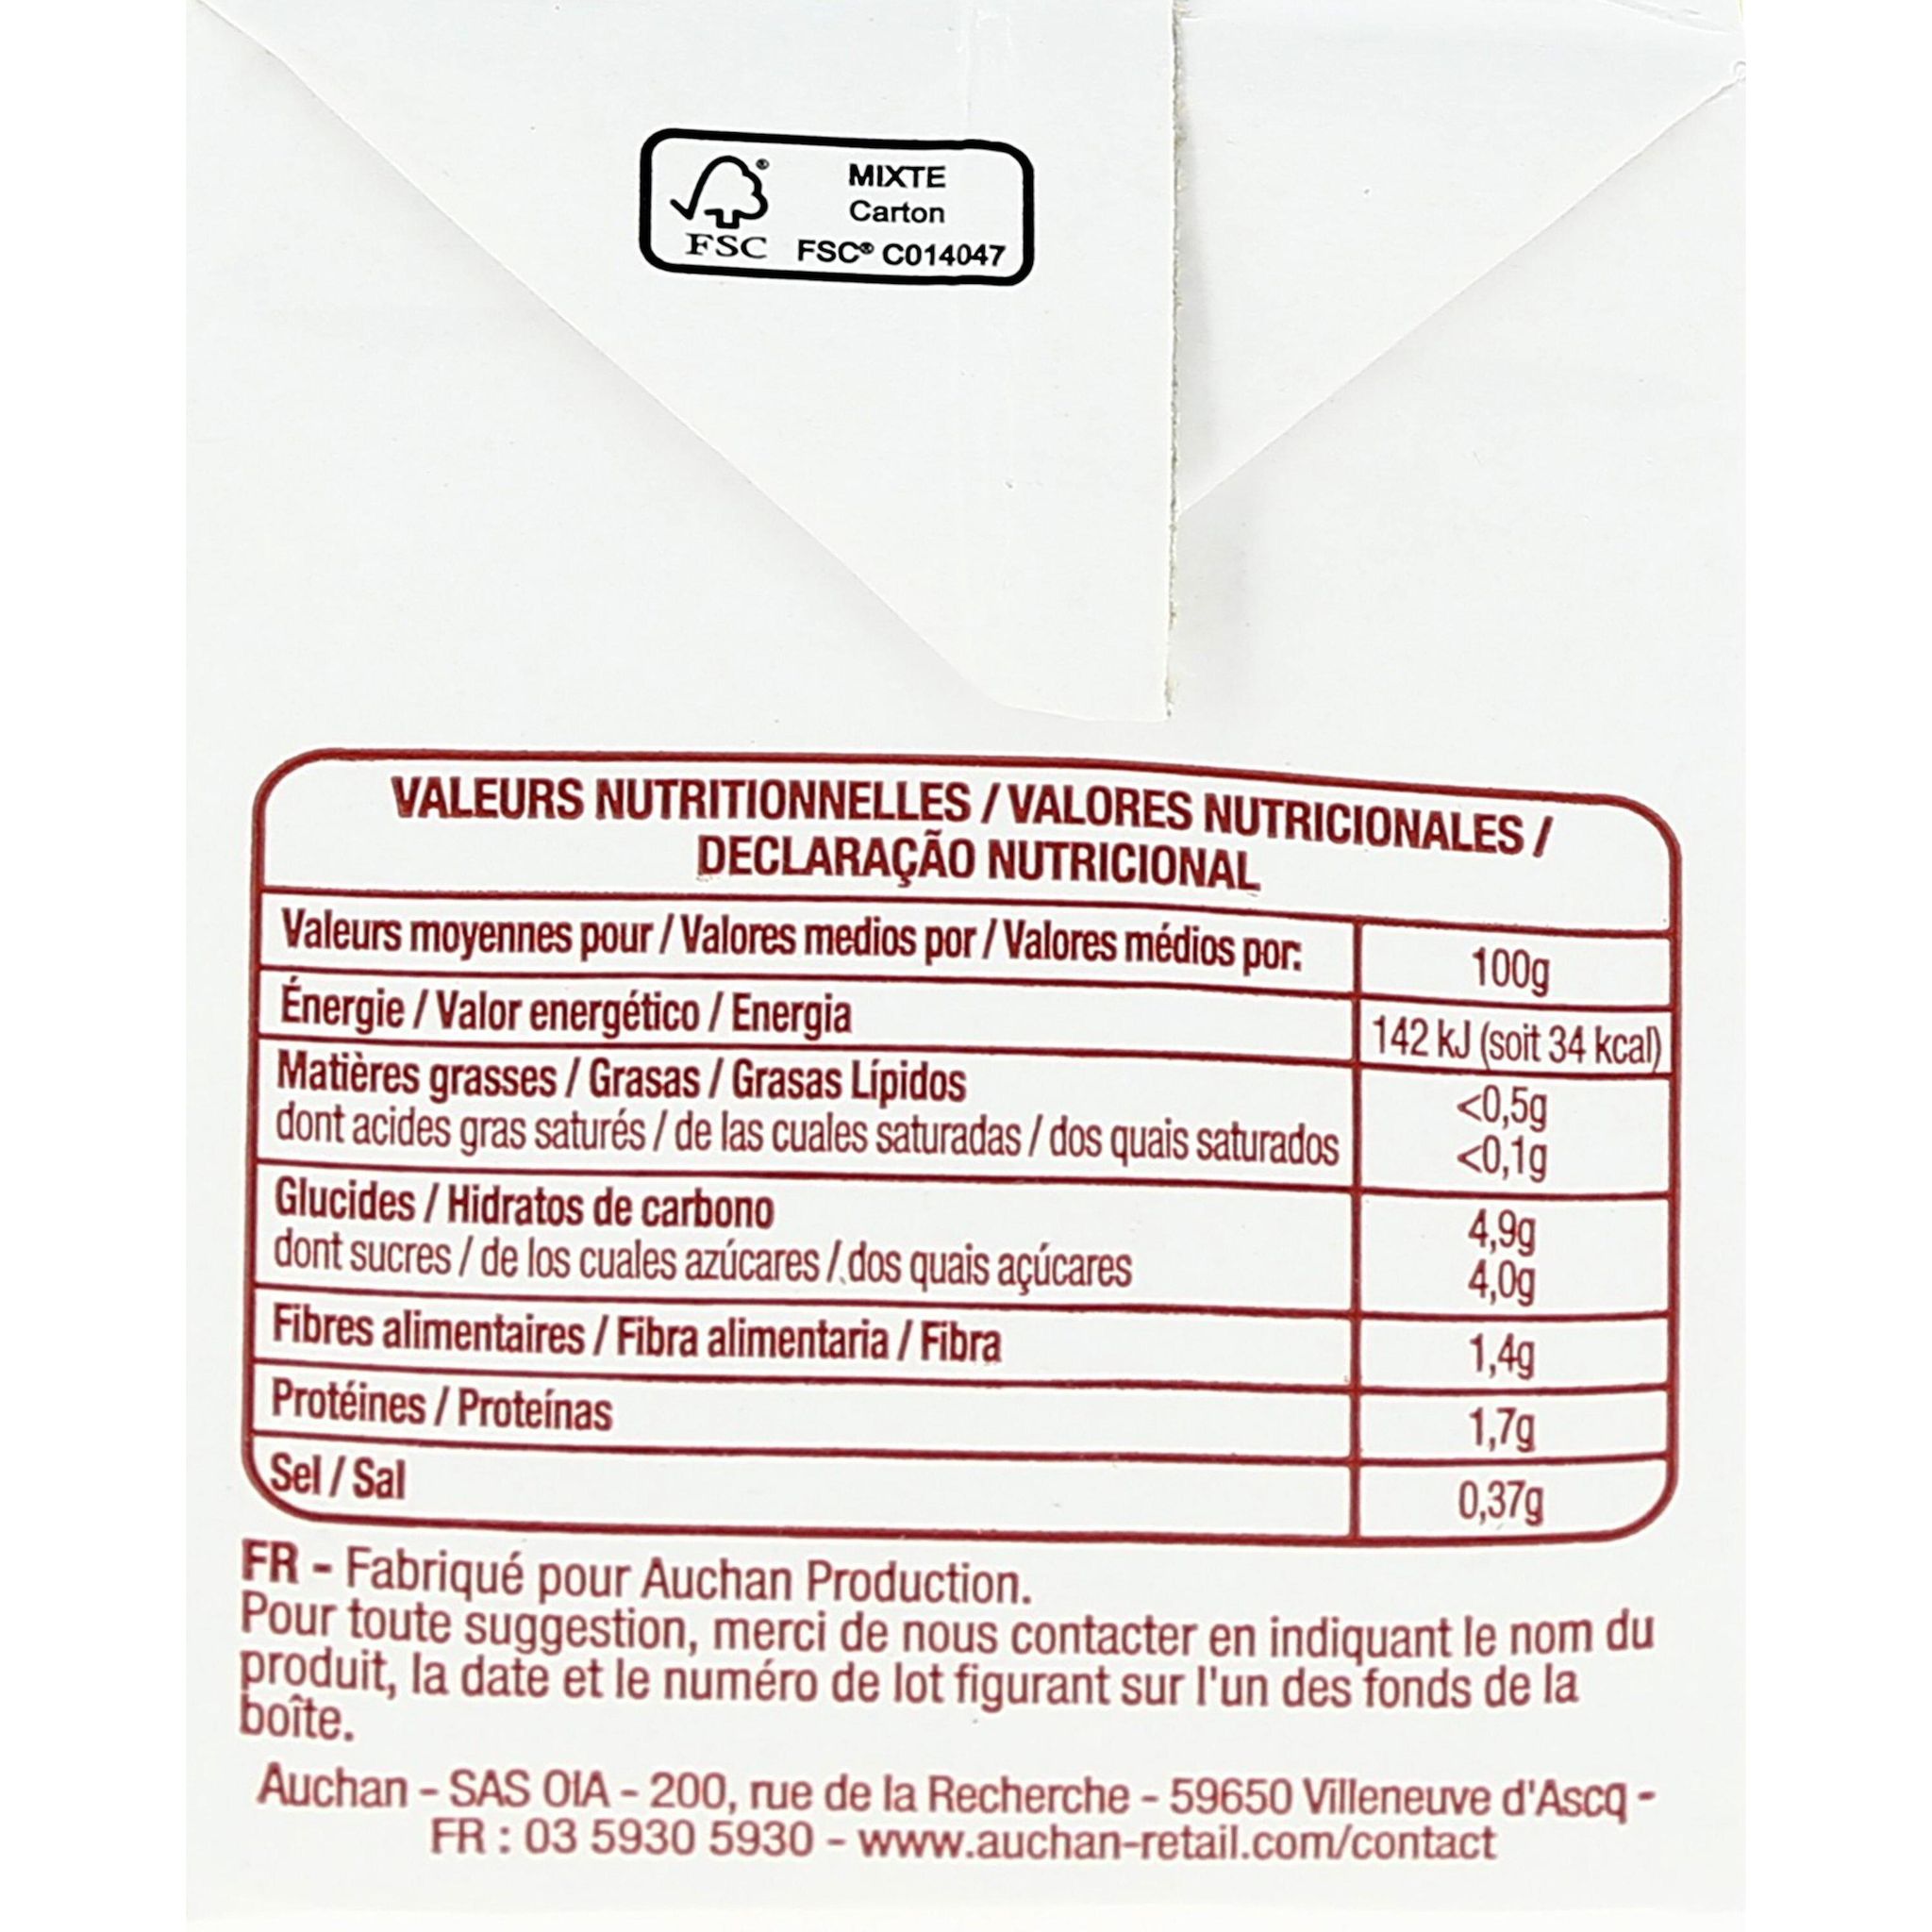 MIXTE
Carton
FSC® C014047
FSC
VALEURS NUTRITIONNELLES / VALORES NUTRICIONALES /
DECLARAÇÃO NUTRICIONAL
Valeurs moyennes pour / Valores medios por / Valores médios por: 100g
Énergie / Valor energético / Energia 142 kJ (soit 34 kcal)
Matières grasses / Grasas / Grasas Lípidos <0,5g
dont acides gras saturés / de las cuales saturadas / dos quais saturados <0,1g
Glucides / Hidratos de carbono 4,9g
dont sucres / de los cuales azúcares / dos quais açúcares 4,0g
Fibres alimentaires / Fibra alimentaria / Fibra 1,4g
Protéines / Proteínas 1,7g
Sel / Sal 0,37g
FR - Fabriqué pour Auchan Production.
Pour toute suggestion, merci de nous contacter en indiquant le nom du
produit, la date et le numéro de lot figurant sur l'un des fonds de la
boîte.
Auchan - SAS OIA - 200, rue de la Recherche - 59650 Villeneuve d'Ascq -
FR : 03 5930 5930 - www.auchan-retail.com/contact